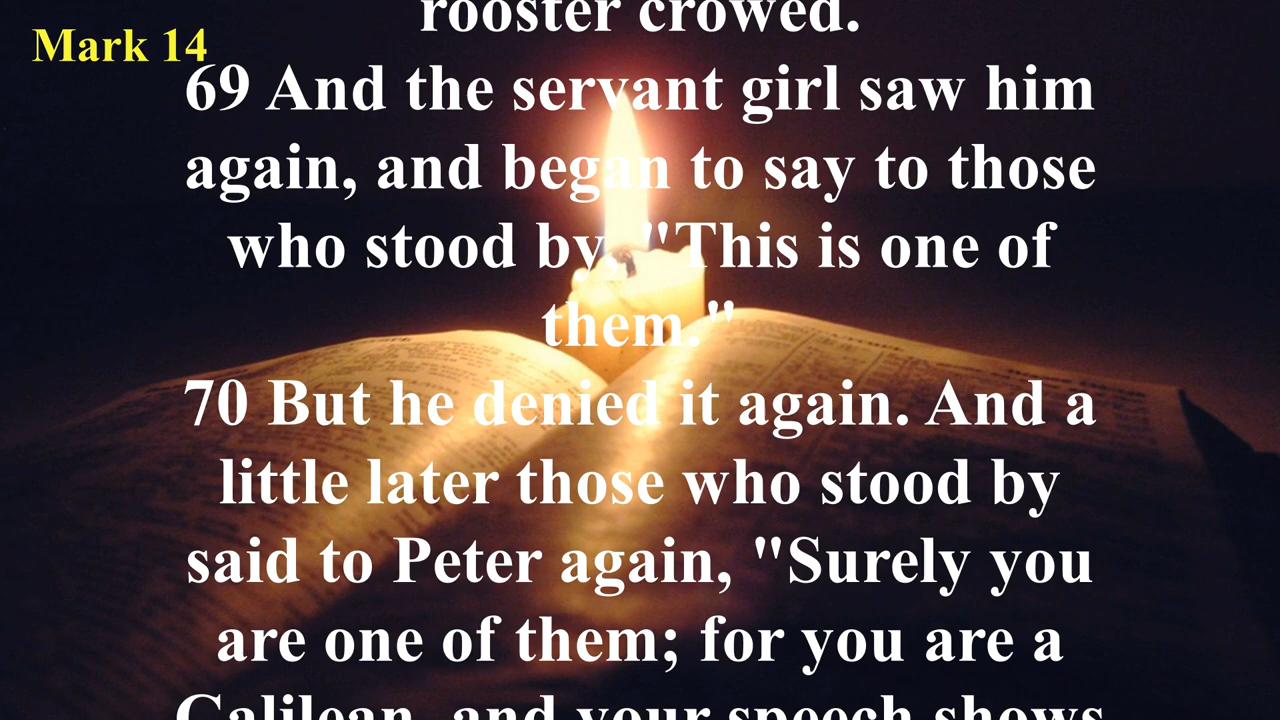 rooster crowed.
Mark 14
69 And the servant girl saw him
again, and began to say to those
who stood by, "This is one of
them."
70 But he denied it again. And a
little later those who stood by
said to Peter again, "Surely you
are one of them; for you are a
Galilean, and your speech shows